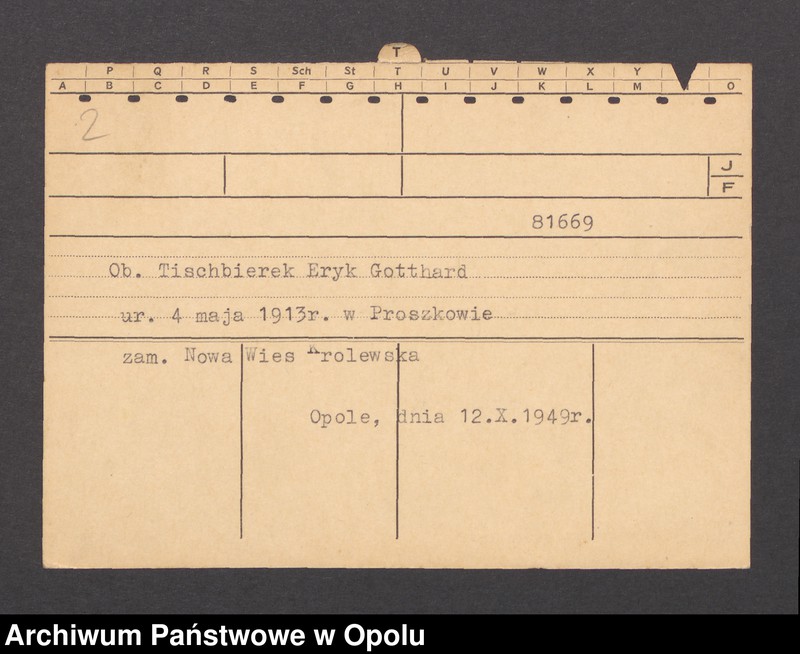 T
P Q R S Sch St T U V W X Y
A B C D E F G H I J K L M O
2
J
F
81669
Ob. Tischbierek Eryk Gotthard
ur. 4 maja 1913r. w Proszkowie
zam. Nowa Wies Krolewska
Opole, dnia 12.X.1949r.
Archiwum Państwowe w Opolu